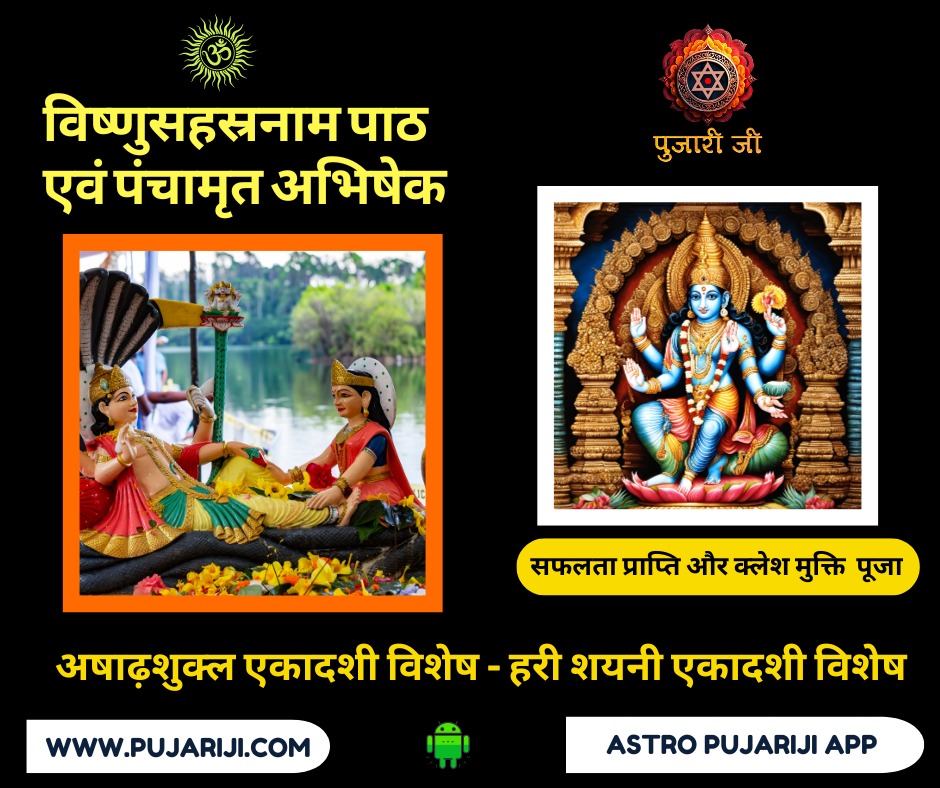 विष्णुसहस्रनाम पाठ
एवं पंचामृत अभिषेक
पुजारी जी
सफलता प्राप्ति और क्लेश मुक्ति पूजा
अषाढ़शुक्ल एकादशी विशेष - हरी शयनी एकादशी विशेष
WWW.PUJARIJI.COM
ASTRO PUJARIJI APP